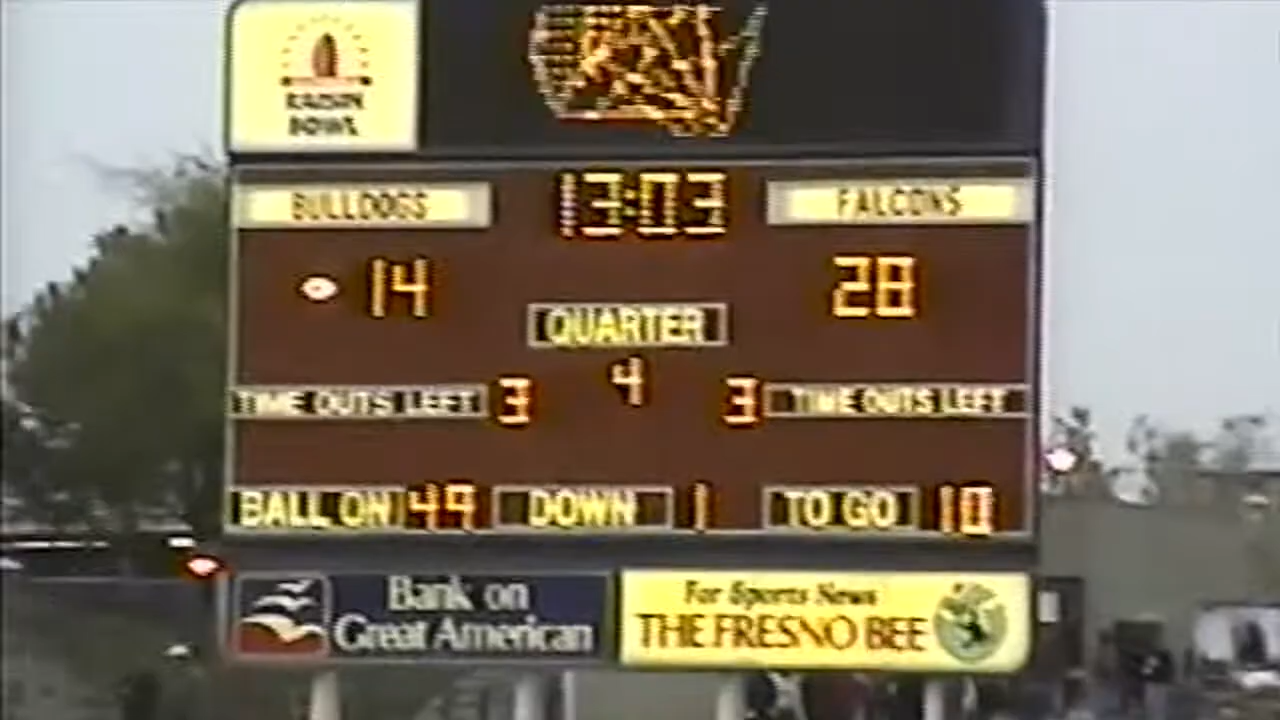 RAISIN
BOWL
BULLDOGS
13:03
FALCONS
14
28
QUARTER
4
TIME OUTS LEFT 3
3 TIME OUTS LEFT
BALL ON 49 DOWN 1 TO GO 10
Bank on
Great American
For Sports News
THE FRESNO BEE